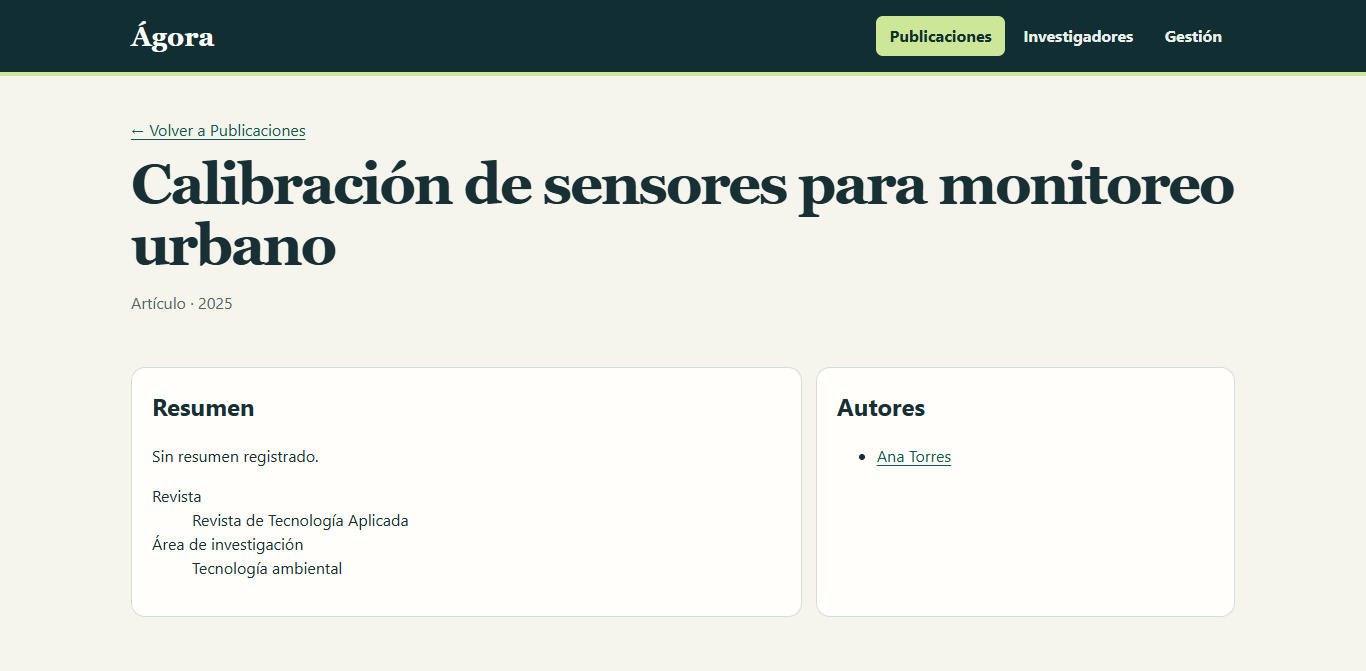 Ágora
Publicaciones
Investigadores
Gestión
← Volver a Publicaciones
Calibración de sensores para monitoreo
urbano
Artículo · 2025
Resumen
Sin resumen registrado.
Revista
Revista de Tecnología Aplicada
Área de investigación
Tecnología ambiental
Autores
• Ana Torres